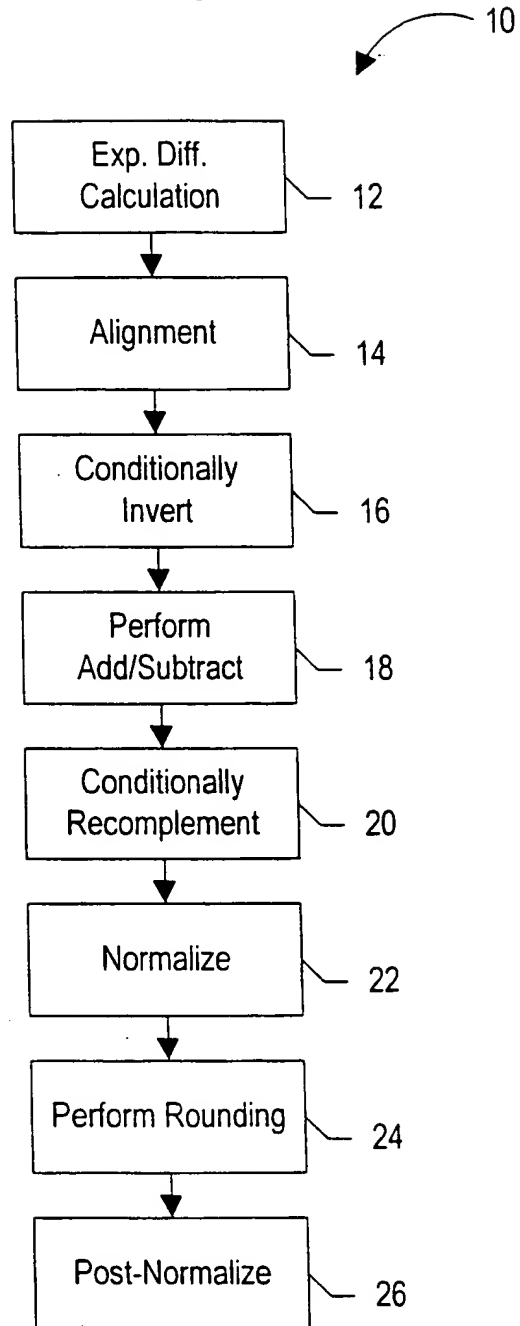 10
Exp. Diff.
Calculation
12
Alignment
14
Conditionally
Invert
16
Perform
Add/Subtract
18
Conditionally
Recomplement
20
Normalize
22
Perform Rounding
24
Post-Normalize
26